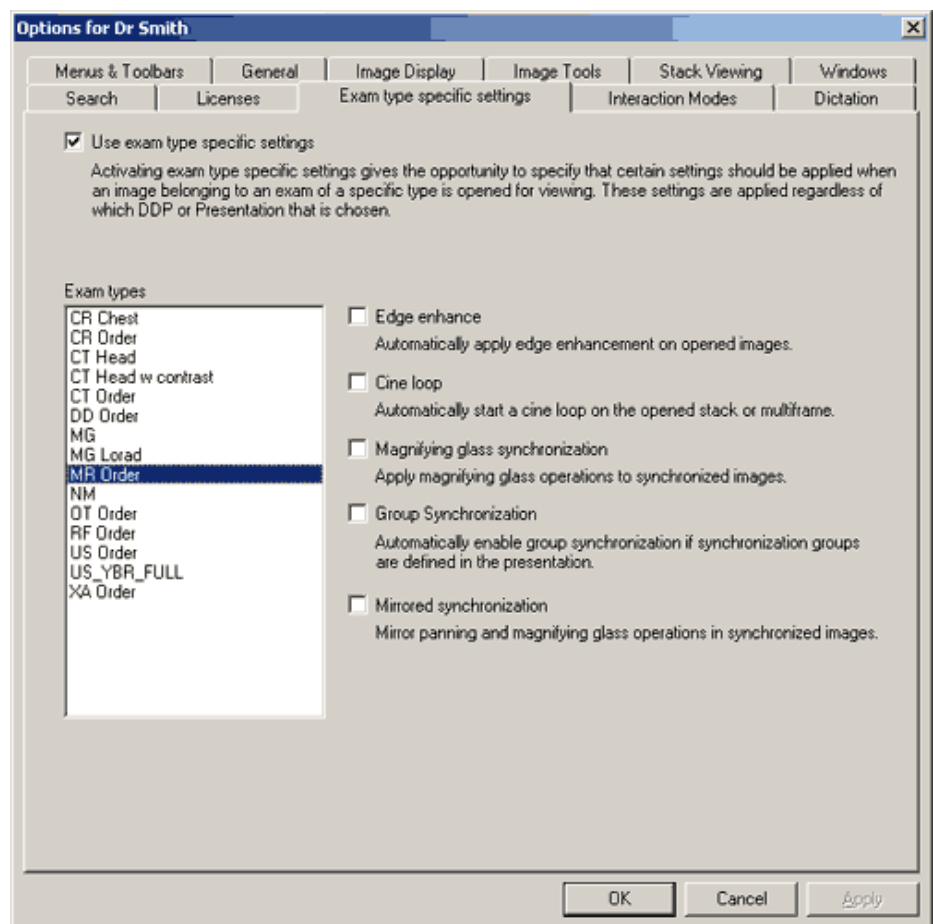 Options for Dr Smith
Menus & Toolbars
General
Image Display
Image Tools
Stack Viewing
Windows
Search
Licenses
Exam type specific settings
Interaction Modes
Dictation
Use exam type specific settings
Activating exam type specific settings gives the opportunity to specify that certain settings should be applied when
an image belonging to an exam of a specific type is opened for viewing. These settings are applied regardless of
which DDP or Presentation that is chosen.
Exam types
CR Chest
CR Order
CT Head
CT Head w contrast
CT Order
DD Order
MG
MG Lorad
MR Order
NM
OT Order
RF Order
US Order
US_YBR_FULL
XA Order
Edge enhance
Automatically apply edge enhancement on opened images.
Cine loop
Automatically start a cine loop on the opened stack or multiframe.
Magnifying glass synchronization
Apply magnifying glass operations to synchronized images.
Group Synchronization
Automatically enable group synchronization if synchronization groups
are defined in the presentation.
Mirrored synchronization
Mirror panning and magnifying glass operations in synchronized images.
OK
Cancel
Apply